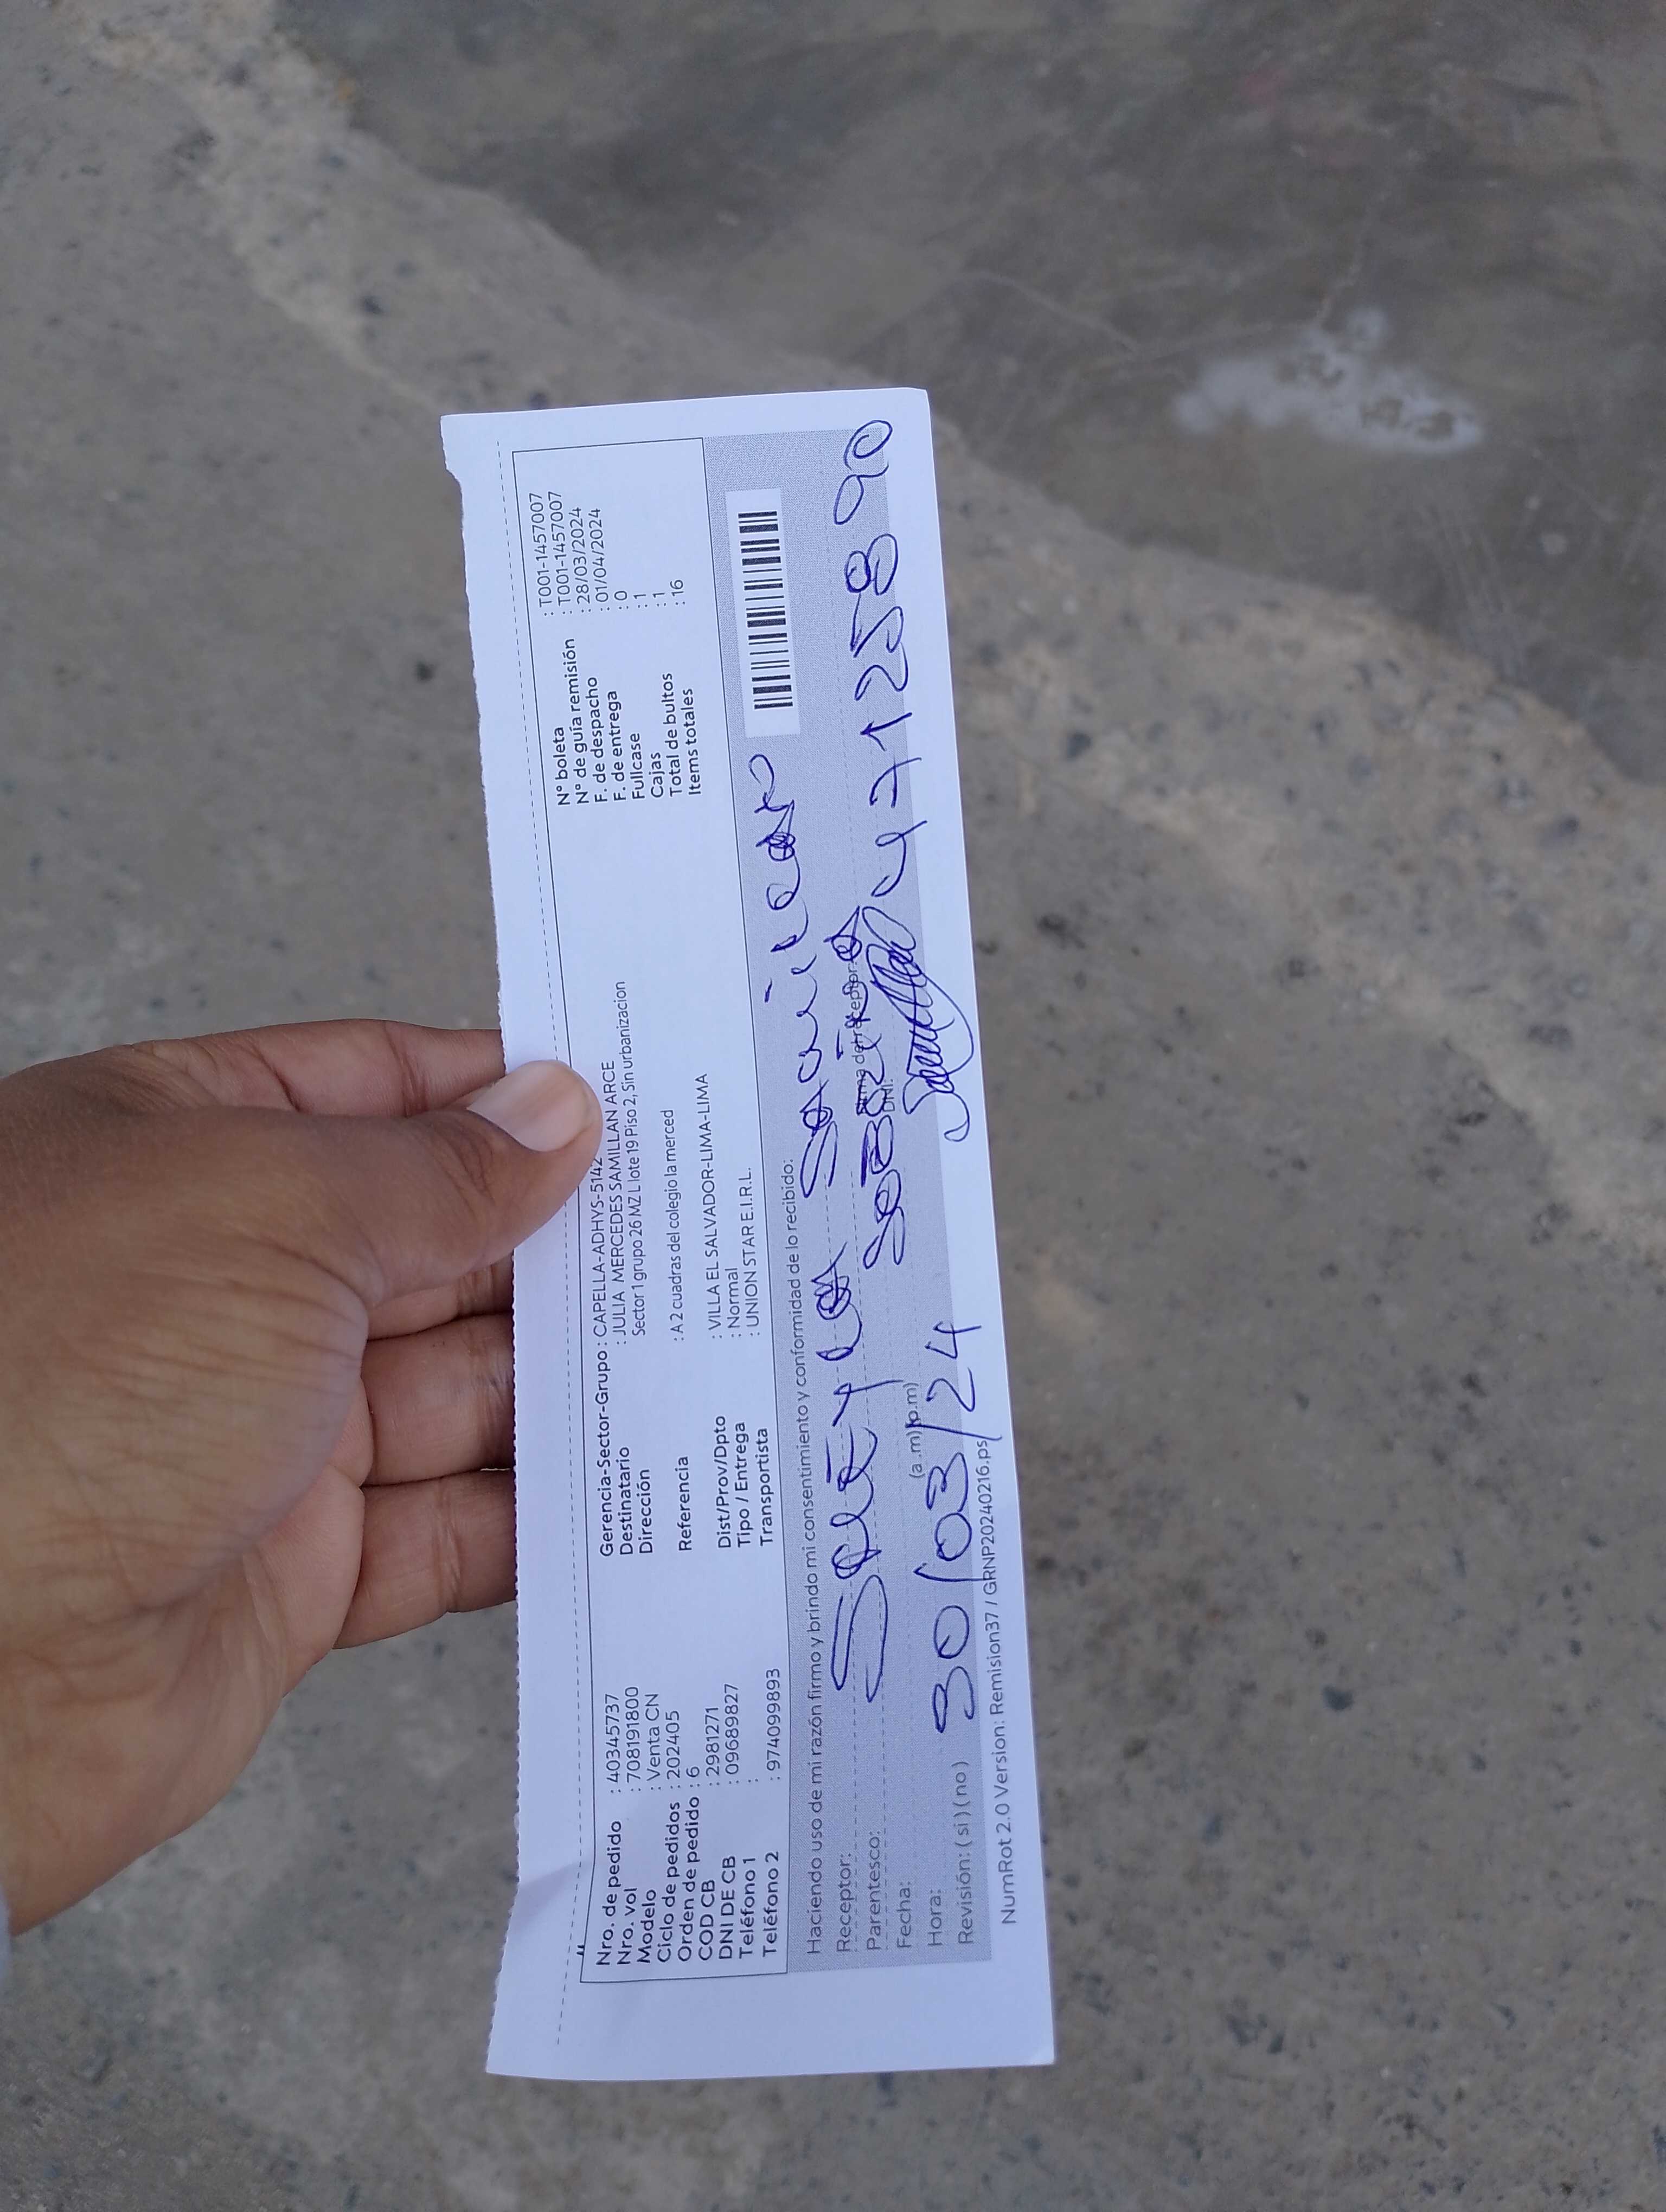 Nro. de pedido : 40345737
Nro. vol : 708191800
Modelo : Venta CN
Ciclo de pedidos : 202405
Orden de pedido : 6
COD CB : 2981271
DNI DE CB : 09689827
Teléfono 1 :
Teléfono 2 : 974099893
Gerencia-Sector-Grupo : CAPELLA-ADHYS-5142
Destinatario : JULIA MERCEDES SAMILLAN ARCE
Dirección Sector 1 grupo 26 MZ L lote 19 Piso 2, Sin urbanizacion
Referencia : A 2 cuadras del colegio la merced
Dist/Prov/Dpto : VILLA EL SALVADOR-LIMA-LIMA
Tipo / Entrega : Normal
Transportista : UNION STAR E.I.R.L.
N° boleta : T001-1457007
N° de guía remisión : T001-1457007
F. de despacho : 28/03/2024
F. de entrega : 01/04/2024
Fullcase : 0
Cajas : 1
Total de bultos : 1
Items totales : 16
Haciendo uso de mi razón firmo y brindo mi consentimiento y conformidad de lo recibido:
Receptor:
Parentesco: sobrina
Fecha: 30/03/24
Hora: (a.m) (p.m)
Revisión: ( si ) ( no )
Firma del receptor
DNI:
NumRot 2.0 Version: Remision37 / GRNP20240216.ps